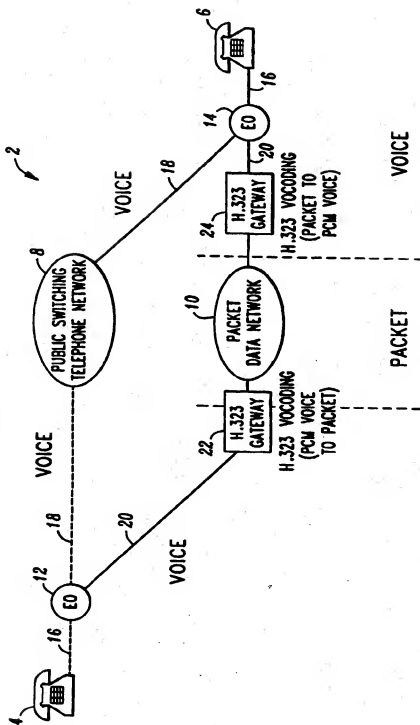 2
6
16
14
EO
VOICE
18
20
24
H.323
GATEWAY
H.323 VOCODING
(PACKET TO
PCM VOICE)
VOICE
8
PUBLIC SWITCHING
TELEPHONE NETWORK
10
PACKET
DATA NETWORK
PACKET
VOICE
18
22
H.323
GATEWAY
H.323 VOCODING
(PCM VOICE
TO PACKET)
20
VOICE
12
EO
16
4